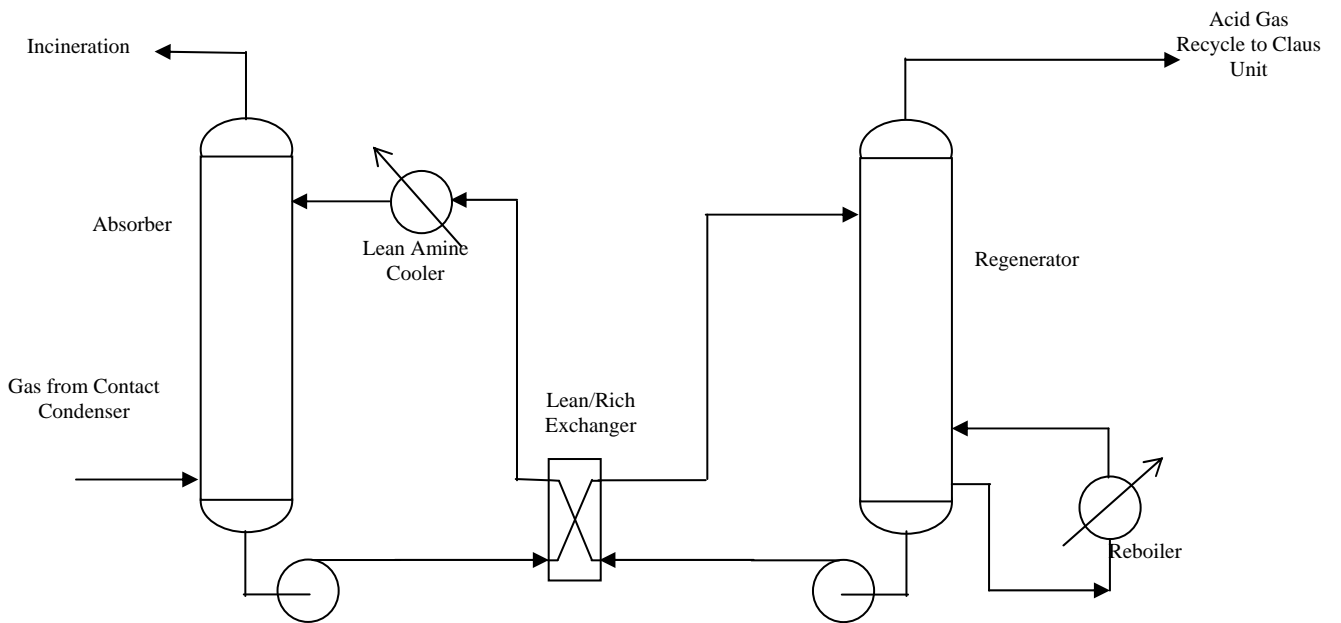 Incineration
Acid Gas
Recycle to Claus
Unit
Absorber
Lean Amine
Cooler
Regenerator
Gas from Contact
Condenser
Lean/Rich
Exchanger
Reboiler